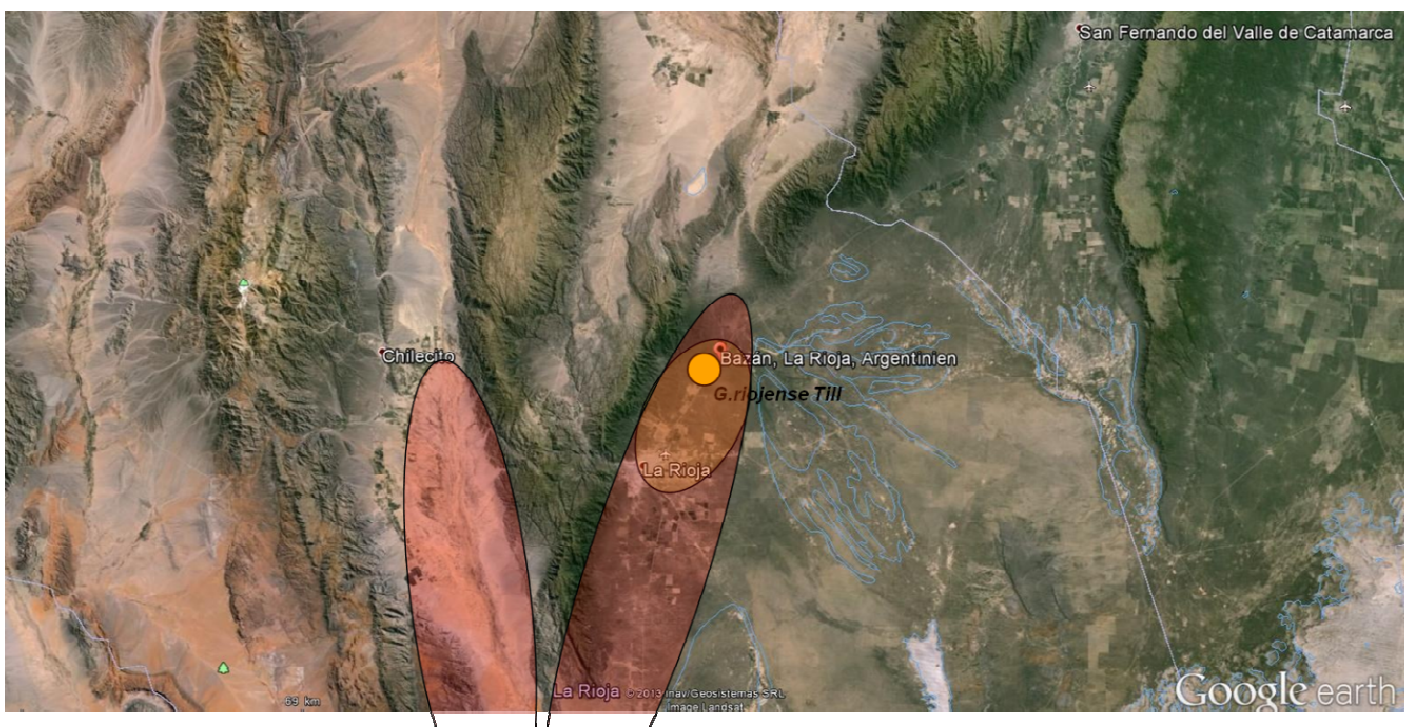 San Fernando del Valle de Catamarca
Chilecito
Bazán, La Rioja, Argentinien
G.riojense Till
La Rioja
69 km
La Rioja ©2013 Inav/Geosistemas SRL
Image Landsat
Google earth